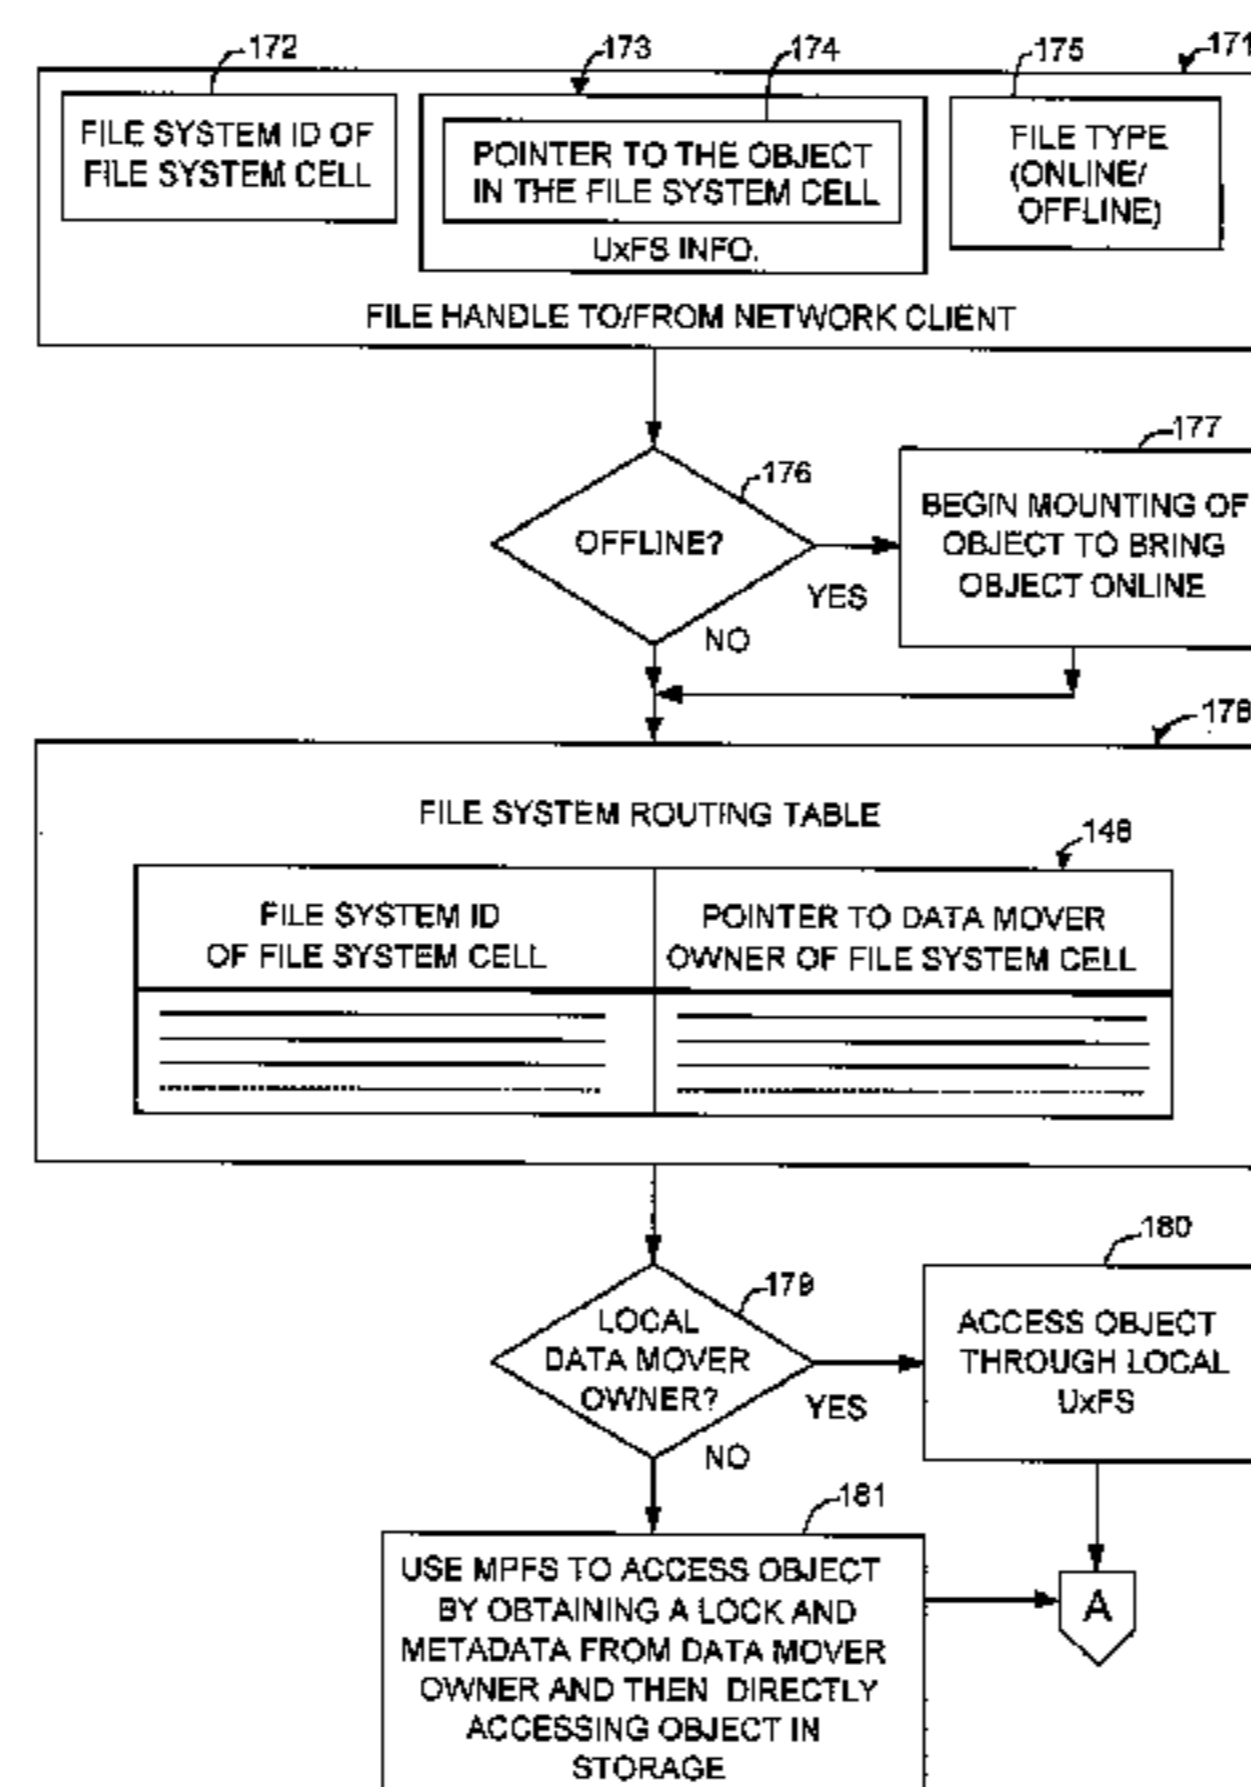 172
173
174
175
171
FILE SYSTEM ID OF
FILE SYSTEM CELL
POINTER TO THE OBJECT
IN THE FILE SYSTEM CELL
UxFS INFO.
FILE TYPE
(ONLINE/
OFFLINE)
FILE HANDLE TO/FROM NETWORK CLIENT
176
OFFLINE?
YES
NO
177
BEGIN MOUNTING OF
OBJECT TO BRING
OBJECT ONLINE
178
FILE SYSTEM ROUTING TABLE
148
FILE SYSTEM ID
OF FILE SYSTEM CELL
POINTER TO DATA MOVER
OWNER OF FILE SYSTEM CELL
179
LOCAL
DATA MOVER
OWNER?
YES
NO
180
ACCESS OBJECT
THROUGH LOCAL
UxFS
181
USE MPFS TO ACCESS OBJECT
BY OBTAINING A LOCK AND
METADATA FROM DATA MOVER
OWNER AND THEN DIRECTLY
ACCESSING OBJECT IN
STORAGE
A